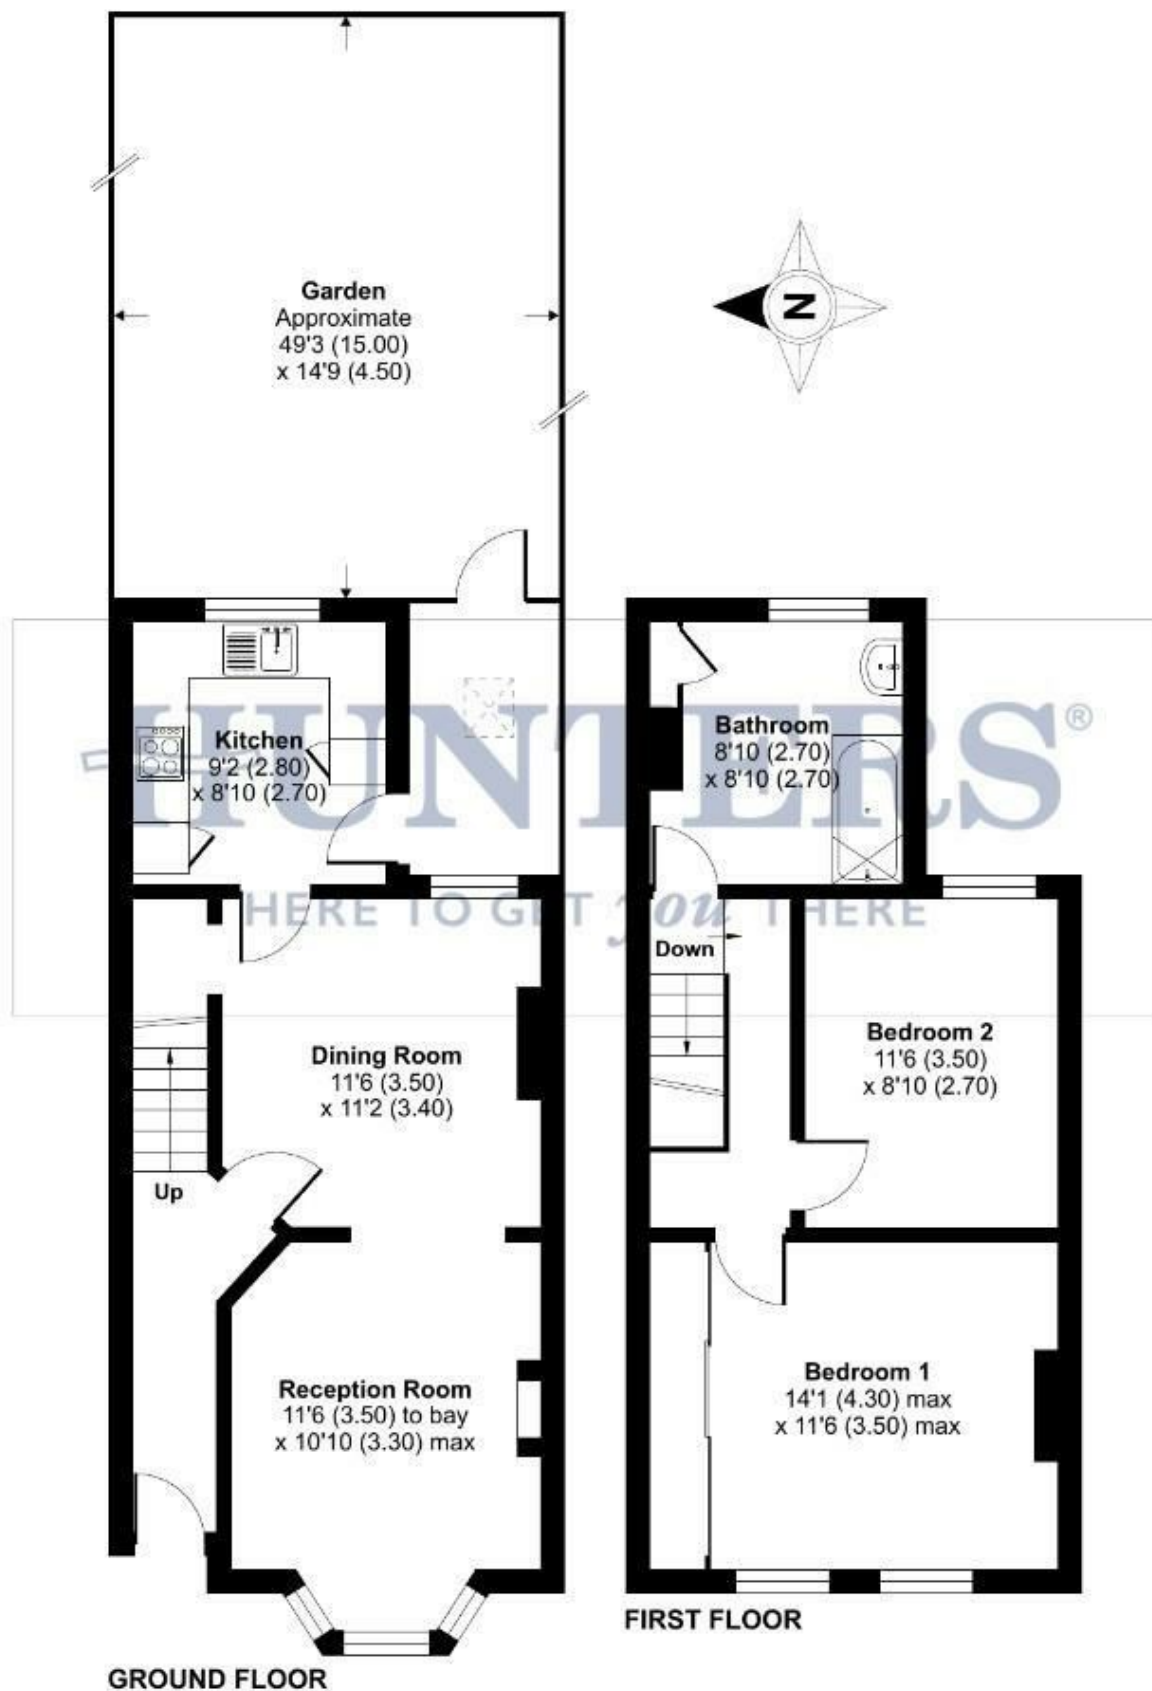 Garden
Approximate
49'3 (15.00)
x 14'9 (4.50)
N
HUNTERS®
HERE TO GET you THERE
Kitchen
9'2 (2.80)
x 8'10 (2.70)
Bathroom
8'10 (2.70)
x 8'10 (2.70)
Down
Dining Room
11'6 (3.50)
x 11'2 (3.40)
Bedroom 2
11'6 (3.50)
x 8'10 (2.70)
Up
Reception Room
11'6 (3.50) to bay
x 10'10 (3.30) max
Bedroom 1
14'1 (4.30) max
x 11'6 (3.50) max
FIRST FLOOR
GROUND FLOOR